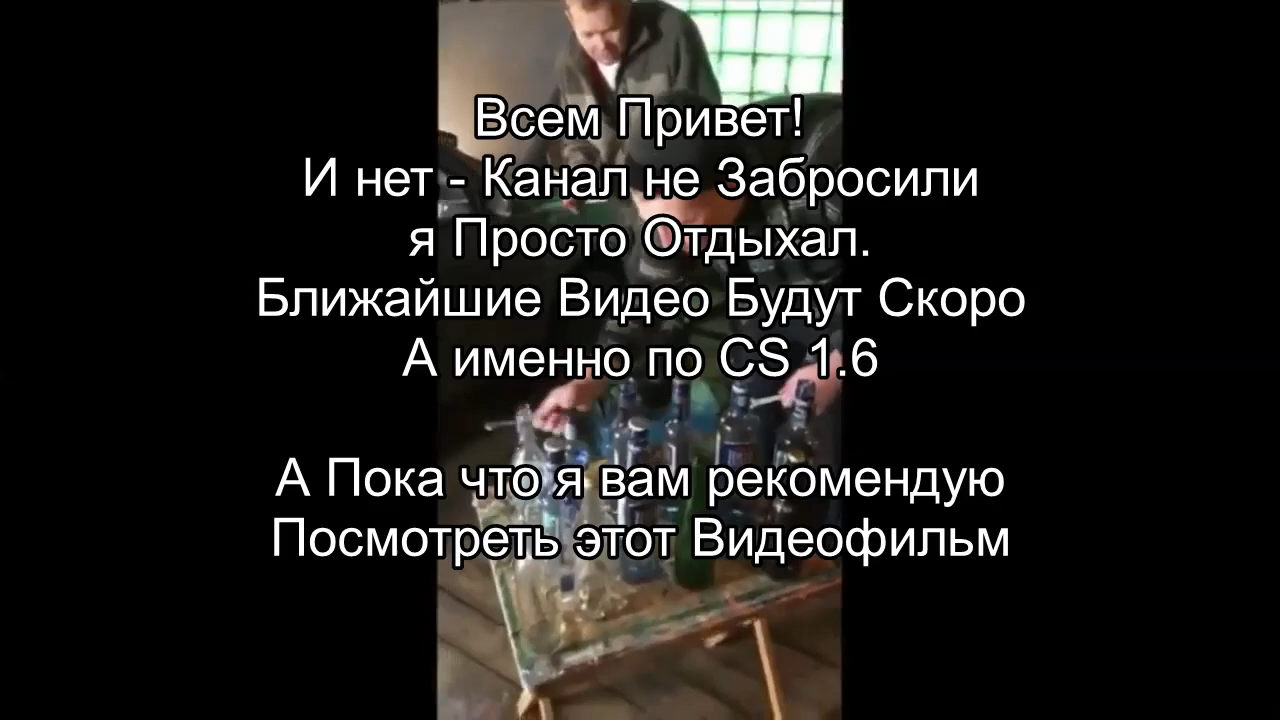 Всем Привет!
И нет - Канал не Забросили
я Просто Отдыхал.
Ближайшие Видео Будут Скоро
А именно по CS 1.6
А Пока что я вам рекомендую
Посмотреть этот Видеофильм